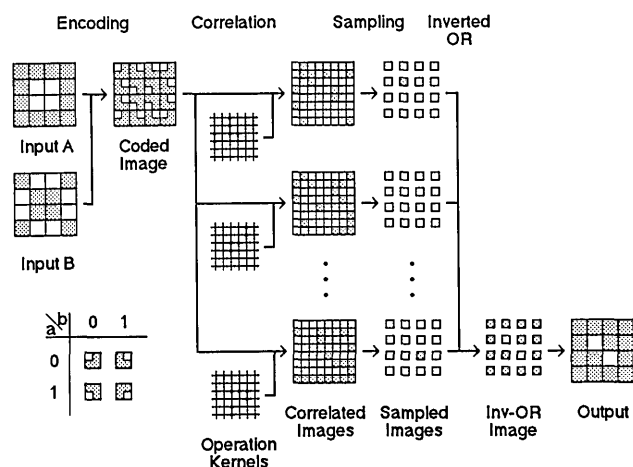 Encoding Correlation Sampling Inverted
OR
Input A
Coded
Image
Input B
b
a
0 1
0
1
Operation
Kernels
Correlated
Images
Sampled
Images
Inv-OR
Image
Output